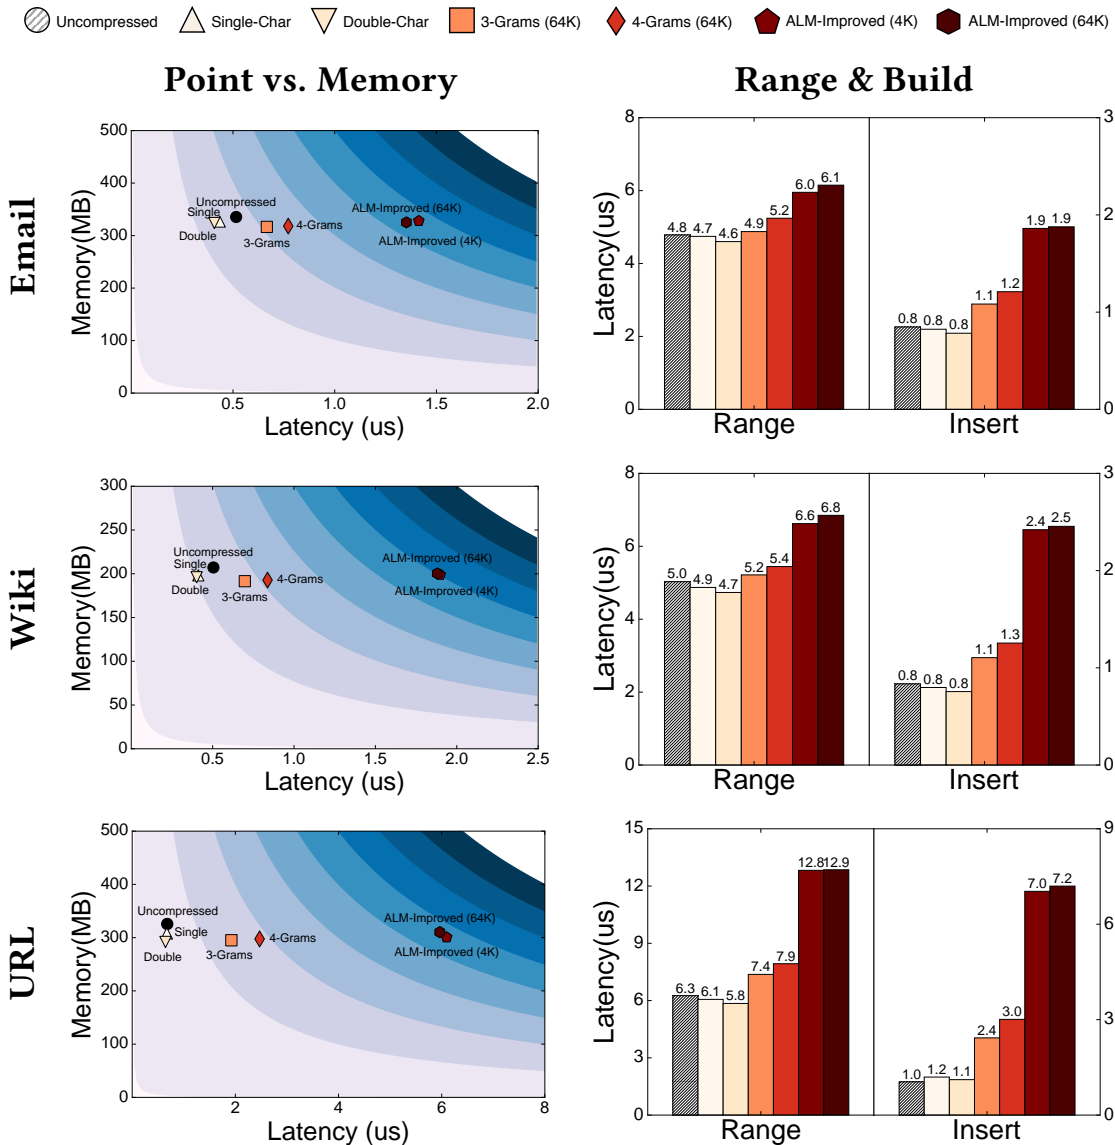 Uncompressed Single-Char Double-Char 3-Grams (64K) 4-Grams (64K) ALM-Improved (4K) ALM-Improved (64K)
Point vs. Memory
Range & Build
Email
Memory(MB)
500
400
300
200
100
0
Uncompressed
Single
Double
3-Grams
4-Grams
ALM-Improved (64K)
ALM-Improved (4K)
0.5 1.0 1.5 2.0
Latency (us)
Latency(us)
8
6
4
2
0
4.8 4.7 4.6 4.9 5.2 6.0 6.1
Range
0.8 0.8 0.8 1.1 1.2 1.9 1.9
Insert
3
2
1
0
Wiki
Memory(MB)
300
250
200
150
100
50
0
Uncompressed
Single
Double
3-Grams
4-Grams
ALM-Improved (64K)
ALM-Improved (4K)
0.5 1.0 1.5 2.0 2.5
Latency (us)
Latency(us)
8
6
4
2
0
5.0 4.9 4.7 5.2 5.4 6.6 6.8
Range
0.8 0.8 0.8 1.1 1.3 2.4 2.5
Insert
3
2
1
0
URL
Memory(MB)
500
400
300
200
100
0
Uncompressed
Single
Double
3-Grams
4-Grams
ALM-Improved (64K)
ALM-Improved (4K)
2 4 6 8
Latency (us)
Latency(us)
15
12
9
6
3
0
6.3 6.1 5.8 7.4 7.9 12.8 12.9
Range
1.0 1.2 1.1 2.4 3.0 7.0 7.2
Insert
9
6
3
0